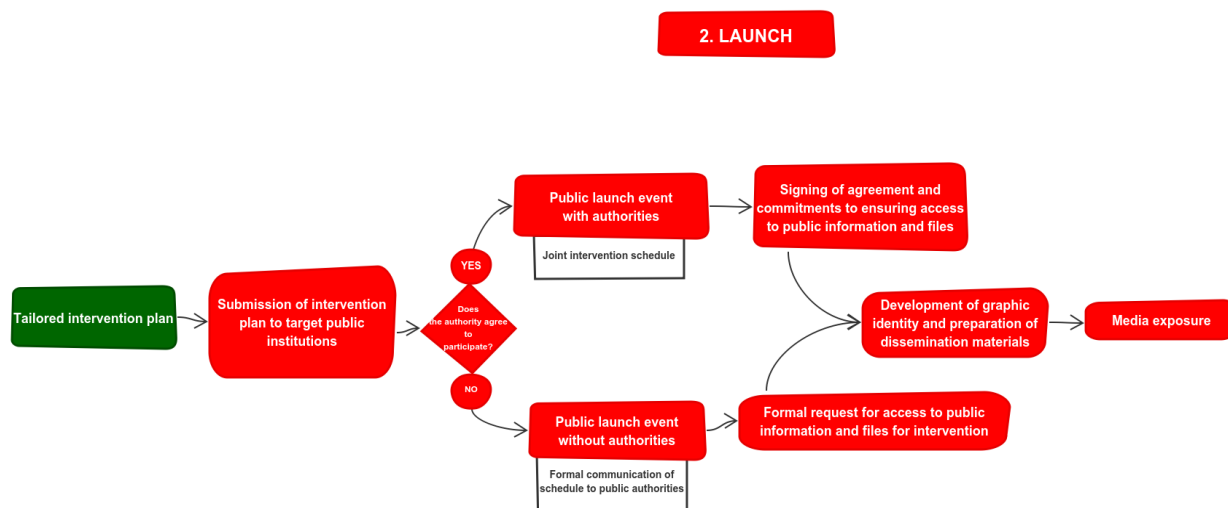 2. LAUNCH
Tailored intervention plan
Submission of intervention
plan to target public
institutions
Does
the authority agree
to
participate?
YES
Public launch event
with authorities
Joint intervention schedule
Signing of agreement and
commitments to ensuring access
to public information and files
NO
Public launch event
without authorities
Formal communication of
schedule to public authorities
Formal request for access to public
information and files for intervention
Development of graphic
identity and preparation of
dissemination materials
Media exposure